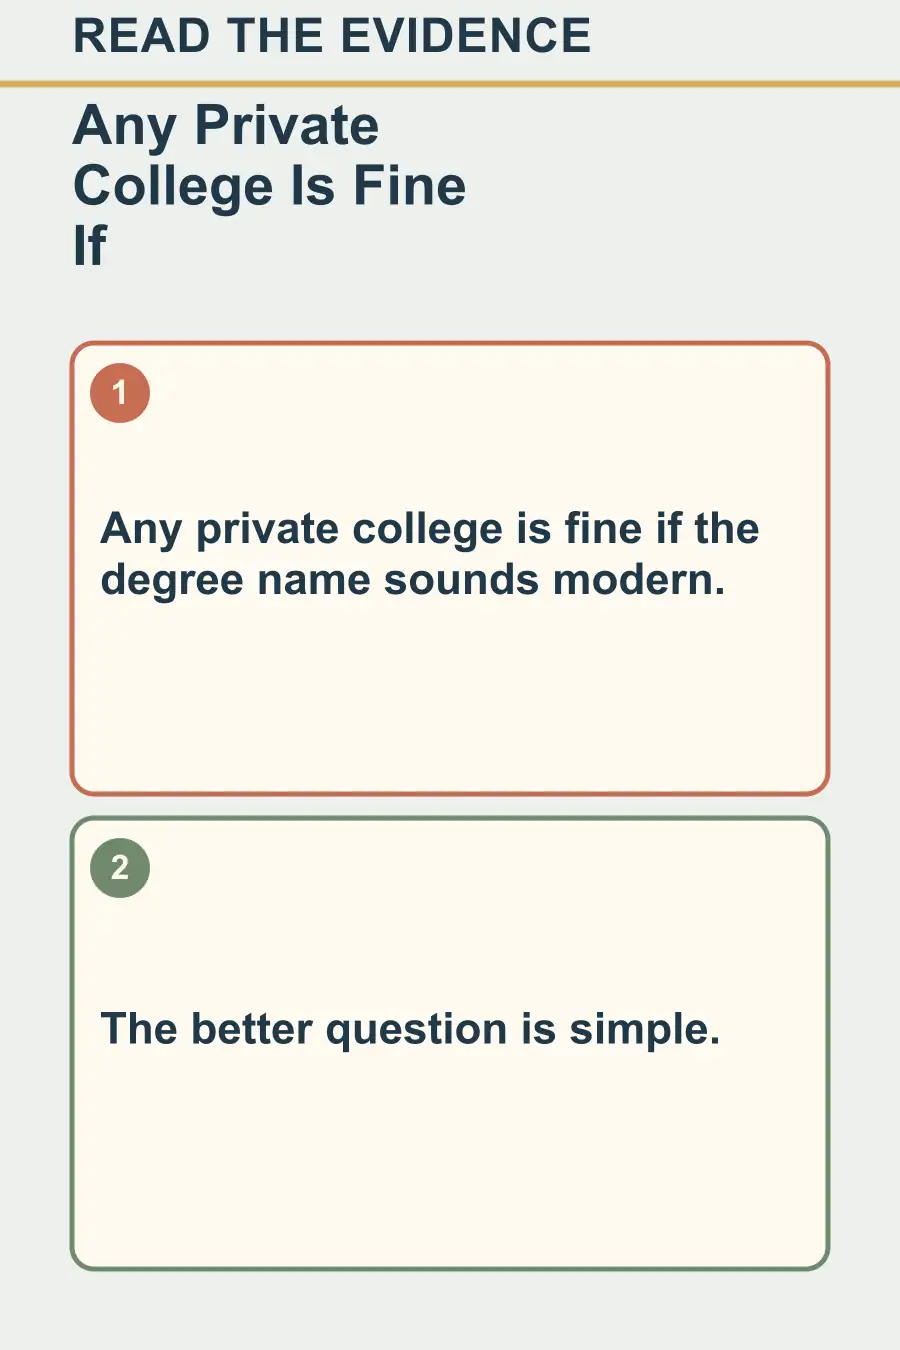 READ THE EVIDENCE
Any Private
College Is Fine
If
1
Any private college is fine if the
degree name sounds modern.
2
The better question is simple.